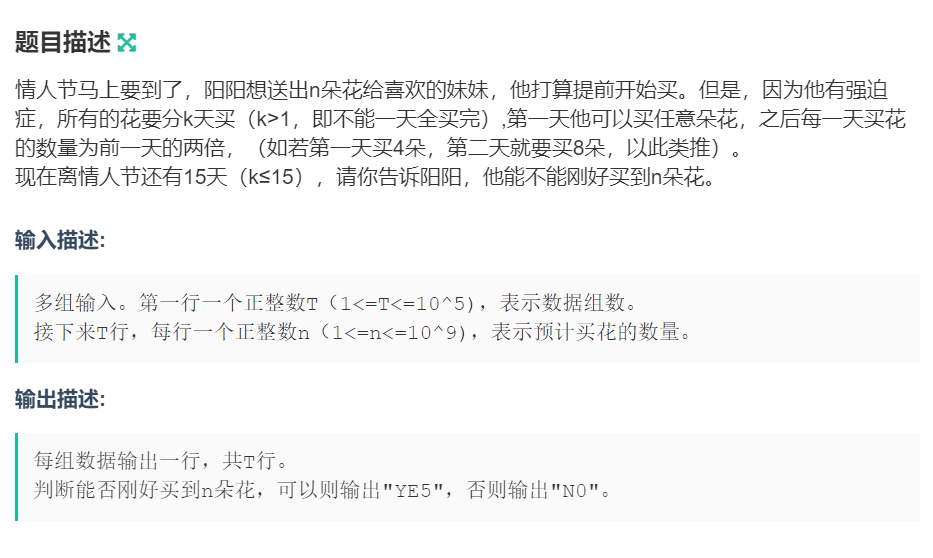 题目描述
情人节马上要到了，阳阳想送出n朵花给喜欢的妹妹，他打算提前开始买。但是，因为他有强迫
症，所有的花要分k天买（k>1，即不能一天全买完）,第一天他可以买任意朵花，之后每一天买花
的数量为前一天的两倍，（如若第一天买4朵，第二天就要买8朵，以此类推）。
现在离情人节还有15天（k≤15），请你告诉阳阳，他能不能刚好买到n朵花。
输入描述:
多组输入。第一行一个正整数T（1<=T<=10^5)，表示数据组数。
接下来T行，每行一个正整数n（1<=n<=10^9)，表示预计买花的数量。
输出描述:
每组数据输出一行，共T行。
判断能否刚好买到n朵花，可以则输出"YE5"，否则输出"N0"。